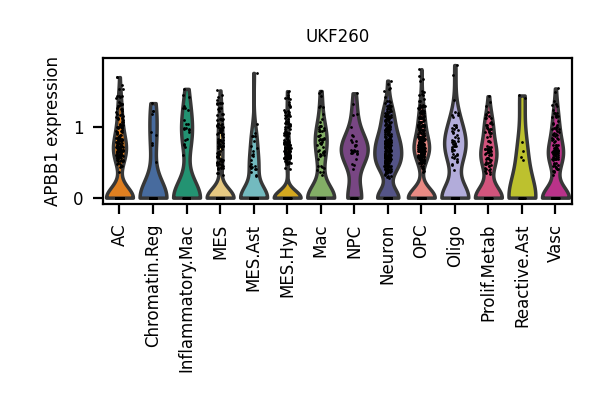 UKF260
APBB1 expression
1
0
AC
Chromatin.Reg
Inflammatory.Mac
MES
MES.Ast
MES.Hyp
Mac
NPC
Neuron
OPC
Oligo
Prolif.Metab
Reactive.Ast
Vasc